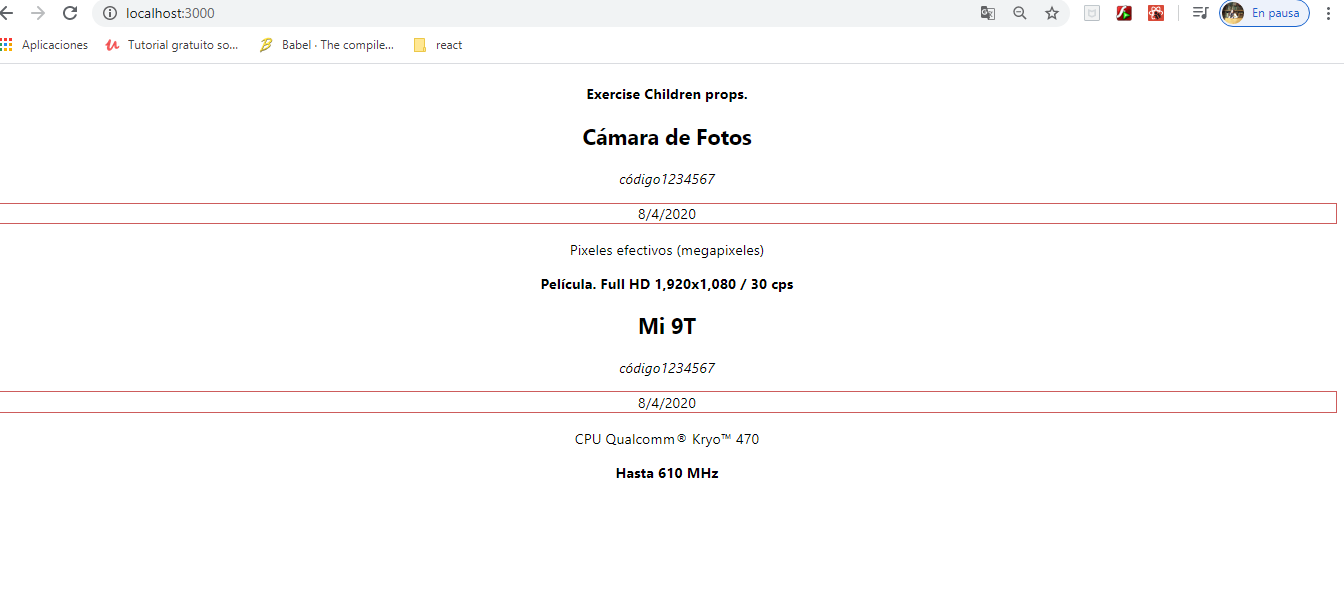 localhost:3000
En pausa
Aplicaciones
Tutorial gratuito so...
Babel · The compile...
react
Exercise Children props.
Cámara de Fotos
código1234567
8/4/2020
Pixeles efectivos (megapixeles)
Película. Full HD 1,920x1,080 / 30 cps
Mi 9T
código1234567
8/4/2020
CPU Qualcomm® Kryo™ 470
Hasta 610 MHz